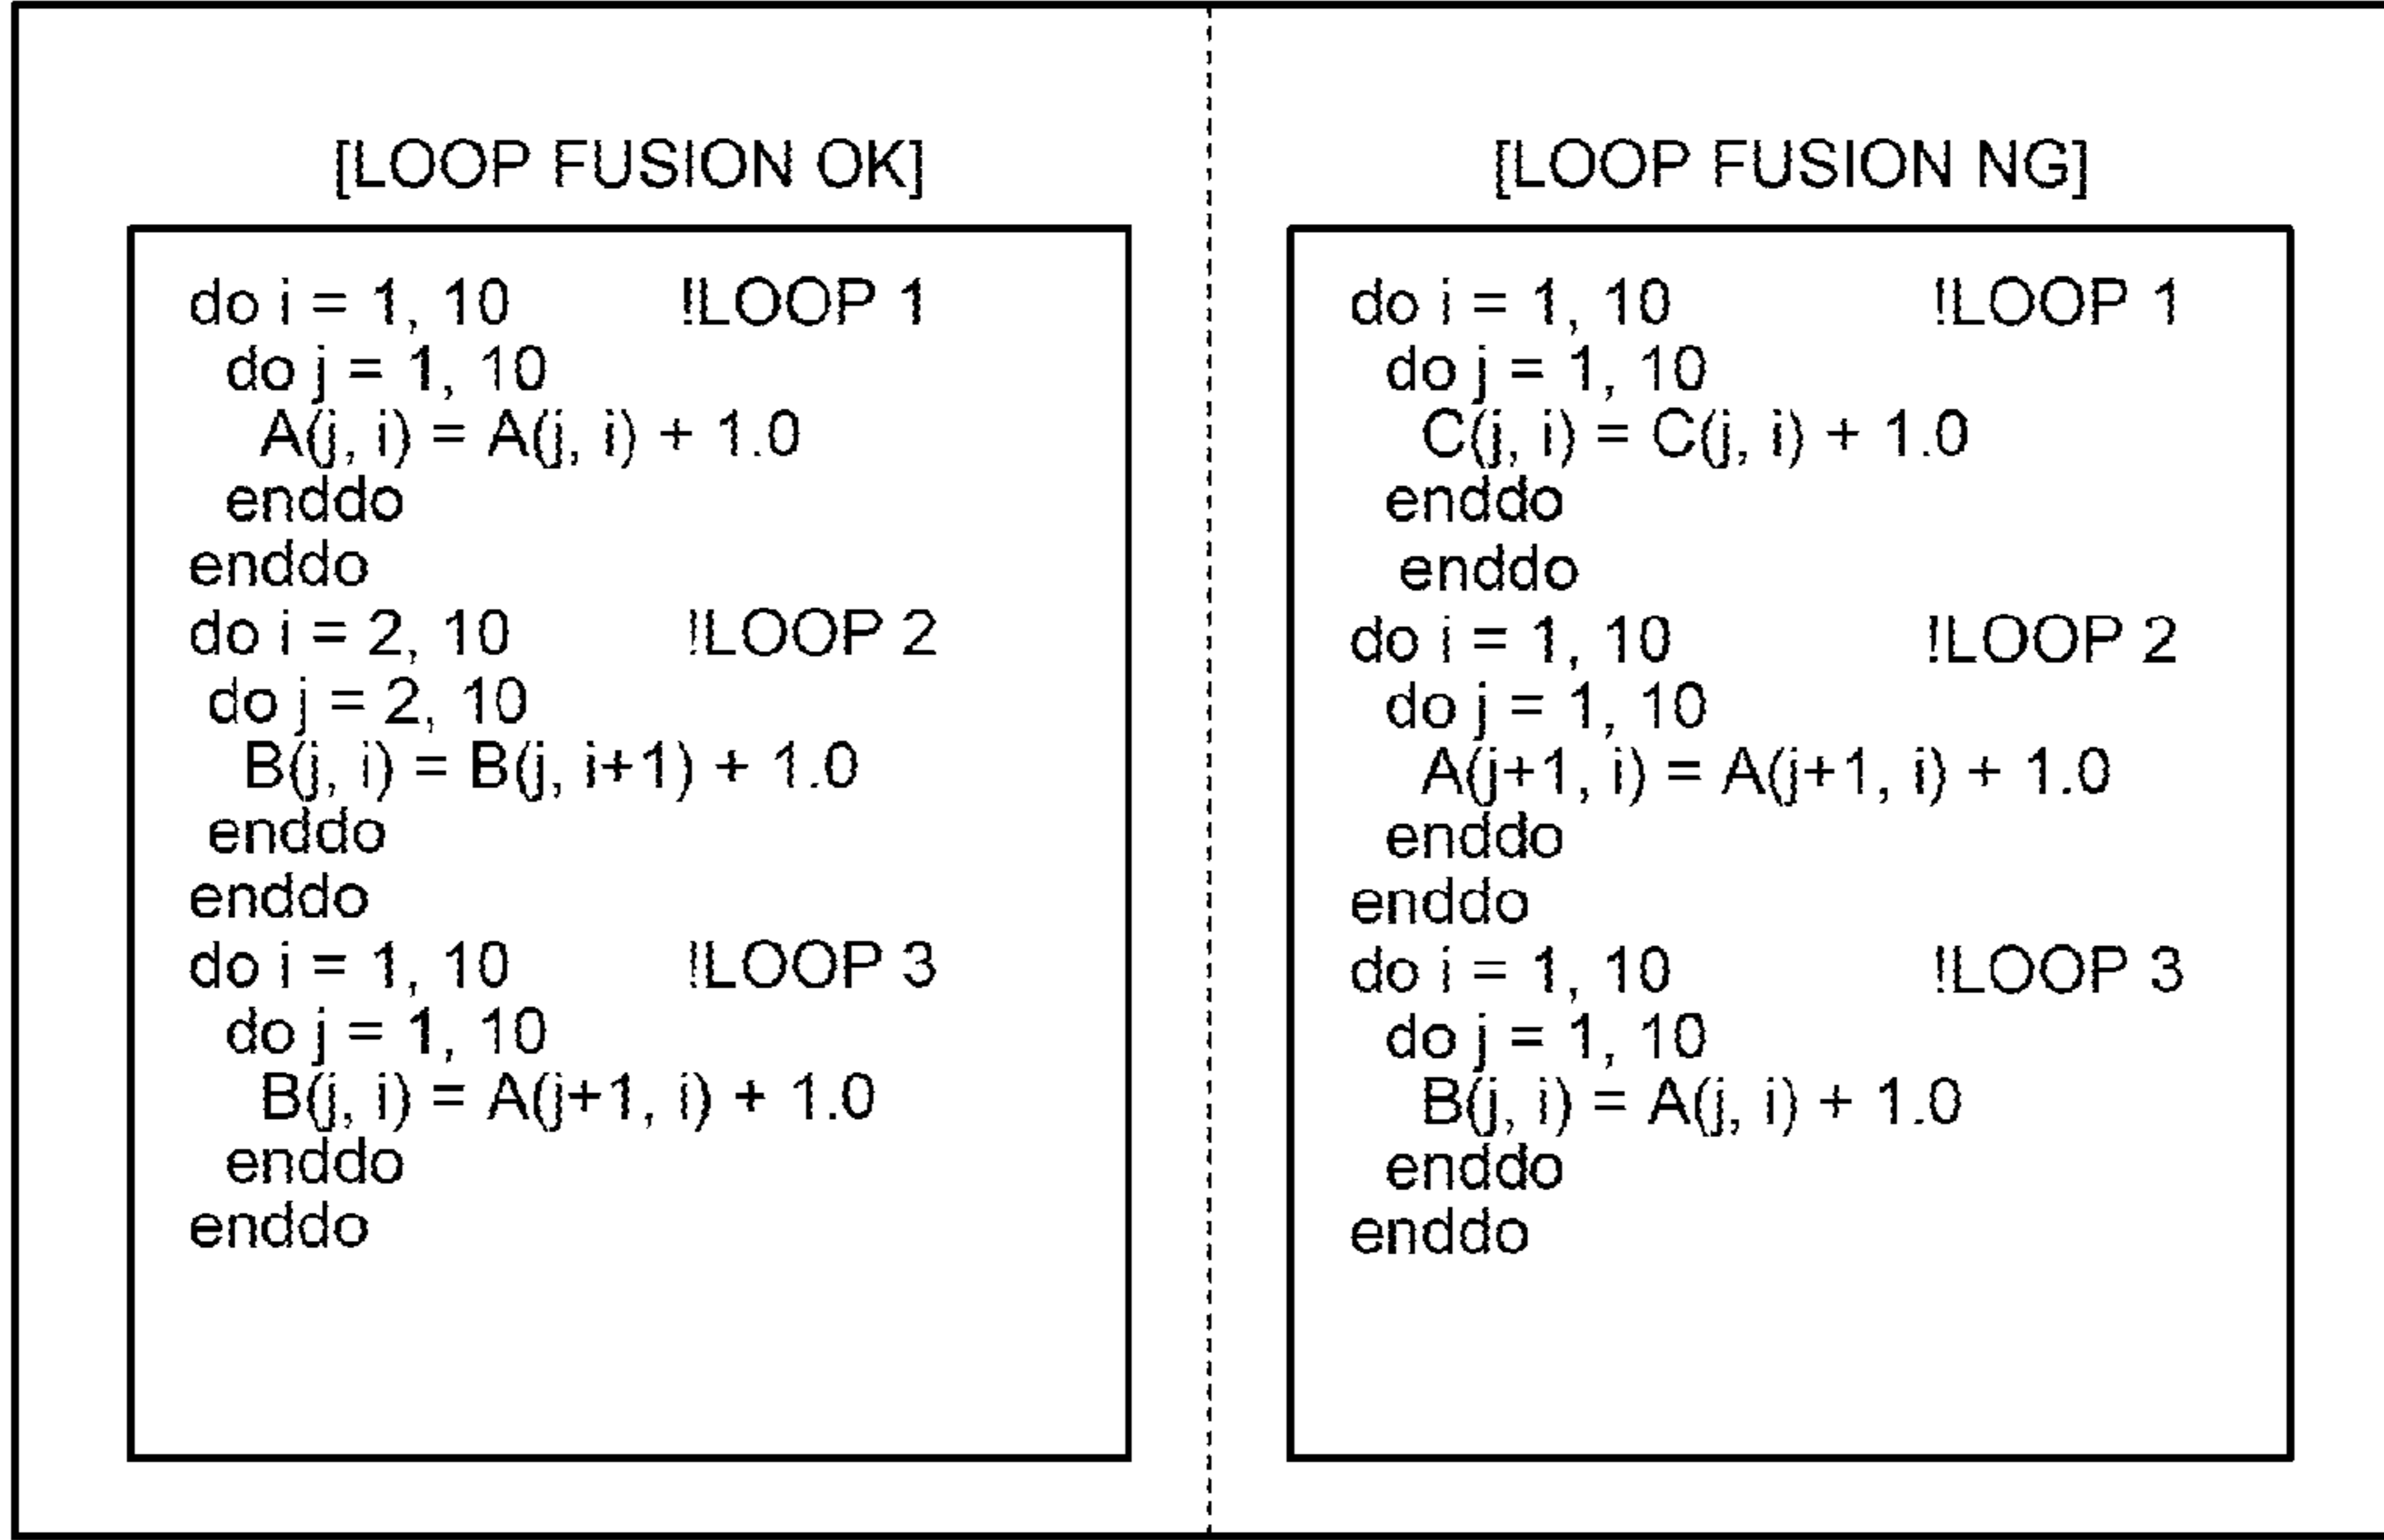 [LOOP FUSION OK]
do i = 1, 10 !LOOP 1
do j = 1, 10
A(j, i) = A(j, i) + 1.0
enddo
enddo
do i = 2, 10 !LOOP 2
do j = 2, 10
B(j, i) = B(j, i+1) + 1.0
enddo
enddo
do i = 1, 10 !LOOP 3
do j = 1, 10
B(j, i) = A(j+1, i) + 1.0
enddo
enddo
[LOOP FUSION NG]
do i = 1, 10 !LOOP 1
do j = 1, 10
C(j, i) = C(j, i) + 1.0
enddo
enddo
do i = 1, 10 !LOOP 2
do j = 1, 10
A(j+1, i) = A(j+1, i) + 1.0
enddo
enddo
do i = 1, 10 !LOOP 3
do j = 1, 10
B(j, i) = A(j, i) + 1.0
enddo
enddo